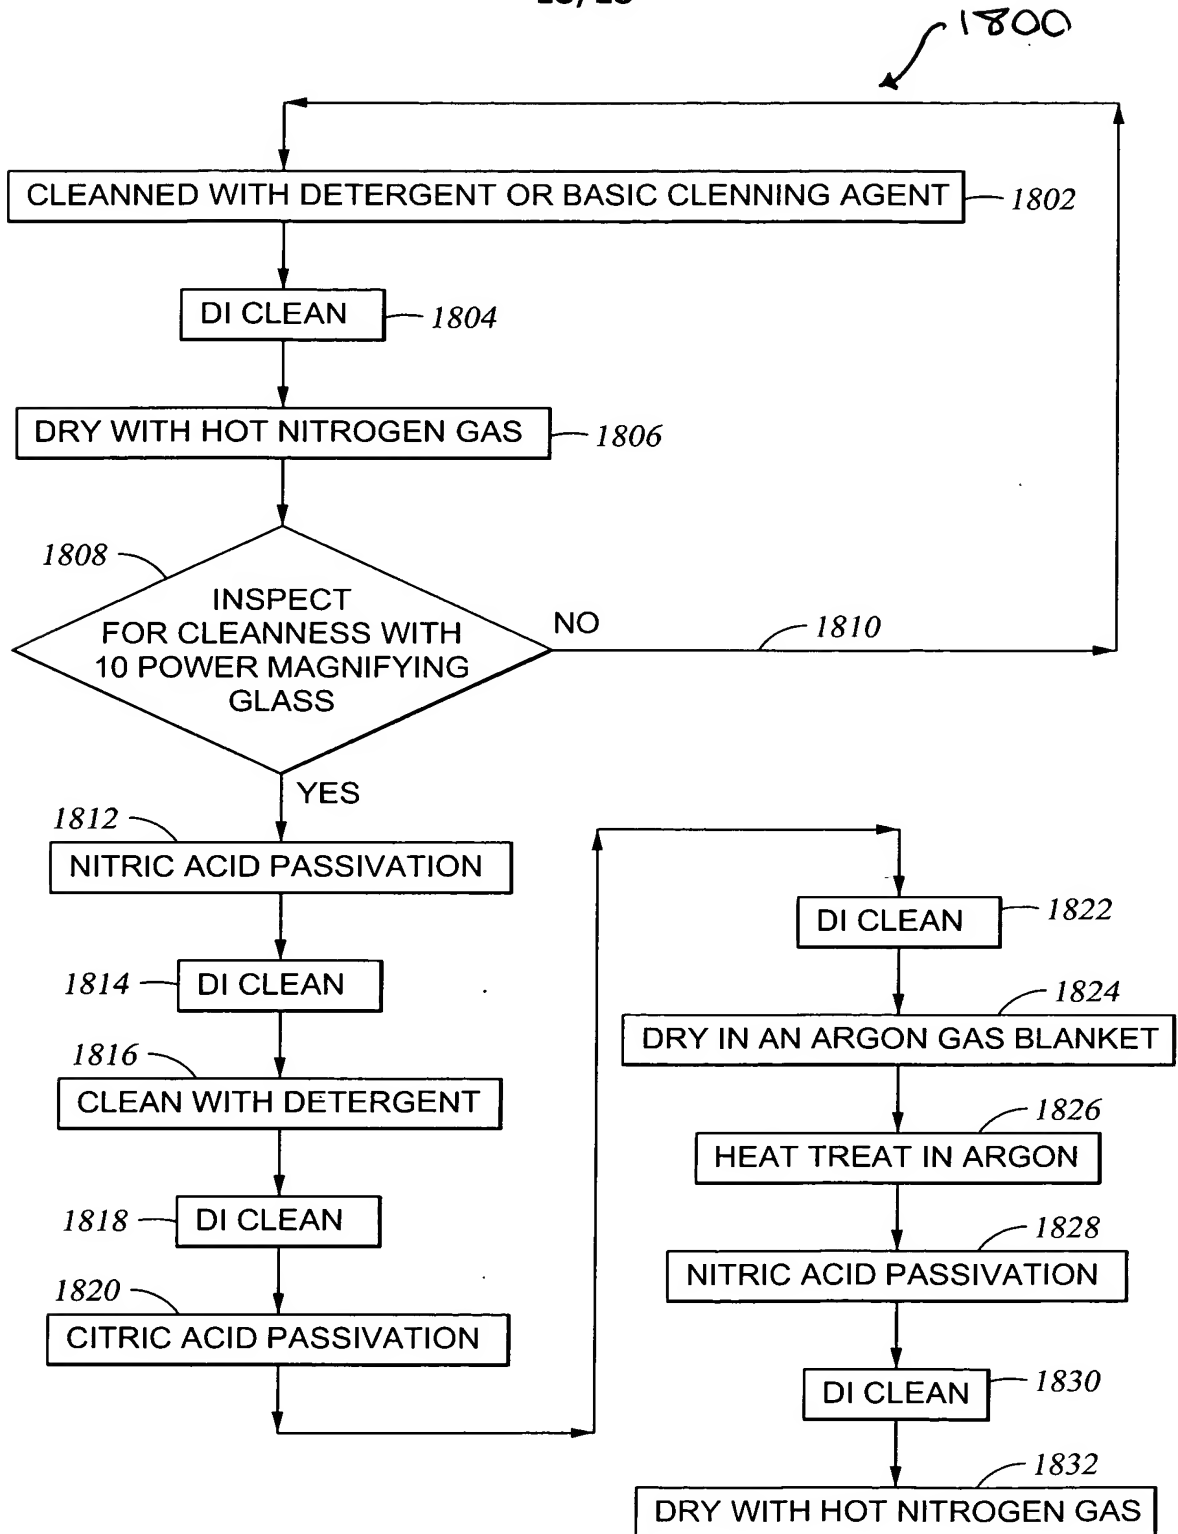 1800
CLEANNED WITH DETERGENT OR BASIC CLENNING AGENT
1802
DI CLEAN
1804
DRY WITH HOT NITROGEN GAS
1806
1808
INSPECT
FOR CLEANNESS WITH
10 POWER MAGNIFYING
GLASS
NO
1810
YES
1812
NITRIC ACID PASSIVATION
1814
DI CLEAN
1816
CLEAN WITH DETERGENT
1818
DI CLEAN
1820
CITRIC ACID PASSIVATION
DI CLEAN
1822
1824
DRY IN AN ARGON GAS BLANKET
1826
HEAT TREAT IN ARGON
1828
NITRIC ACID PASSIVATION
DI CLEAN
1830
1832
DRY WITH HOT NITROGEN GAS